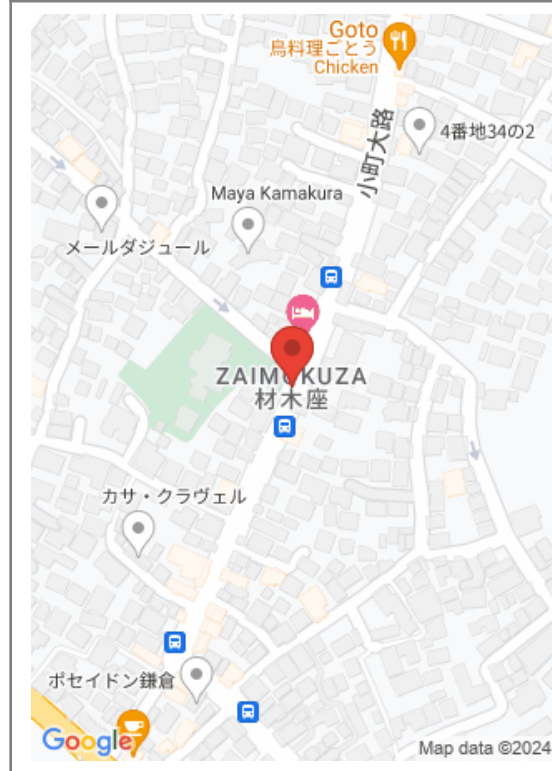 Goto
鳥料理ごとう
Chicken
4番地34の2
小町大路
Maya Kamakura
メールダジュール
ZAIMOKUZA
材木座
カサ・クラヴェル
ポセイドン鎌倉
Google
Map data ©2024